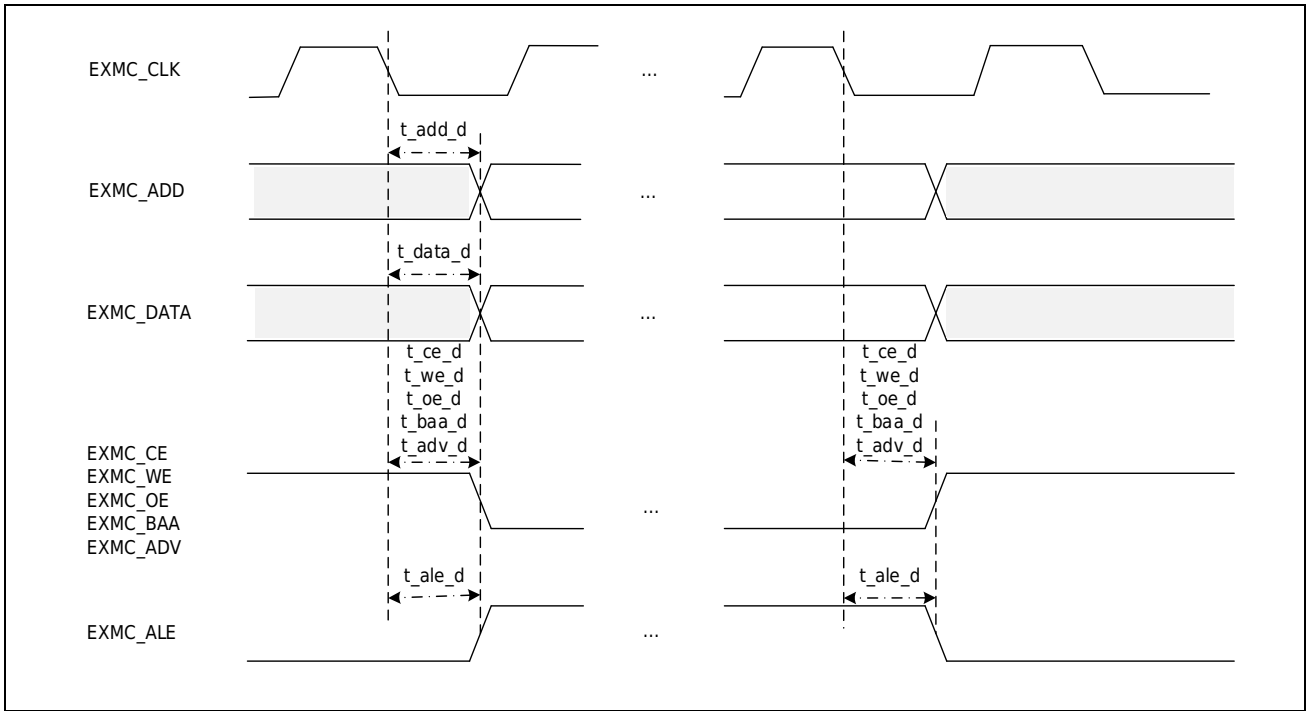 EXMC_CLK
...
...
t_add_d
EXMC_ADD
...
t_data_d
EXMC_DATA
...
t_ce_d
t_we_d
t_oe_d
t_baa_d
t_adv_d
t_ce_d
t_we_d
t_oe_d
t_baa_d
t_adv_d
EXMC_CE
EXMC_WE
EXMC_OE
EXMC_BAA
EXMC_ADV
...
t_ale_d
t_ale_d
EXMC_ALE
...